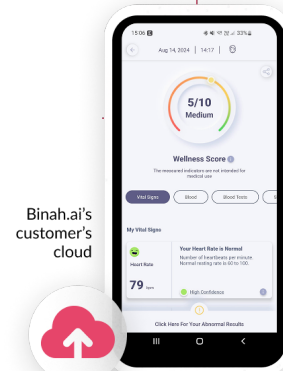 15:06
33%
Aug 14, 2024 | 14:17
5/10
Medium
Wellness Score
The measured indicators are not intended for
medical use
Vital Signs
Blood
Blood Tests
My Vital Signs
Your Heart Rate is Normal
Number of heartbeats per minute.
Normal resting rate is 60 to 100.
Heart Rate
79 bpm
High Confidence
Click Here For Your Abnormal Results
Binah.ai's
customer's
cloud